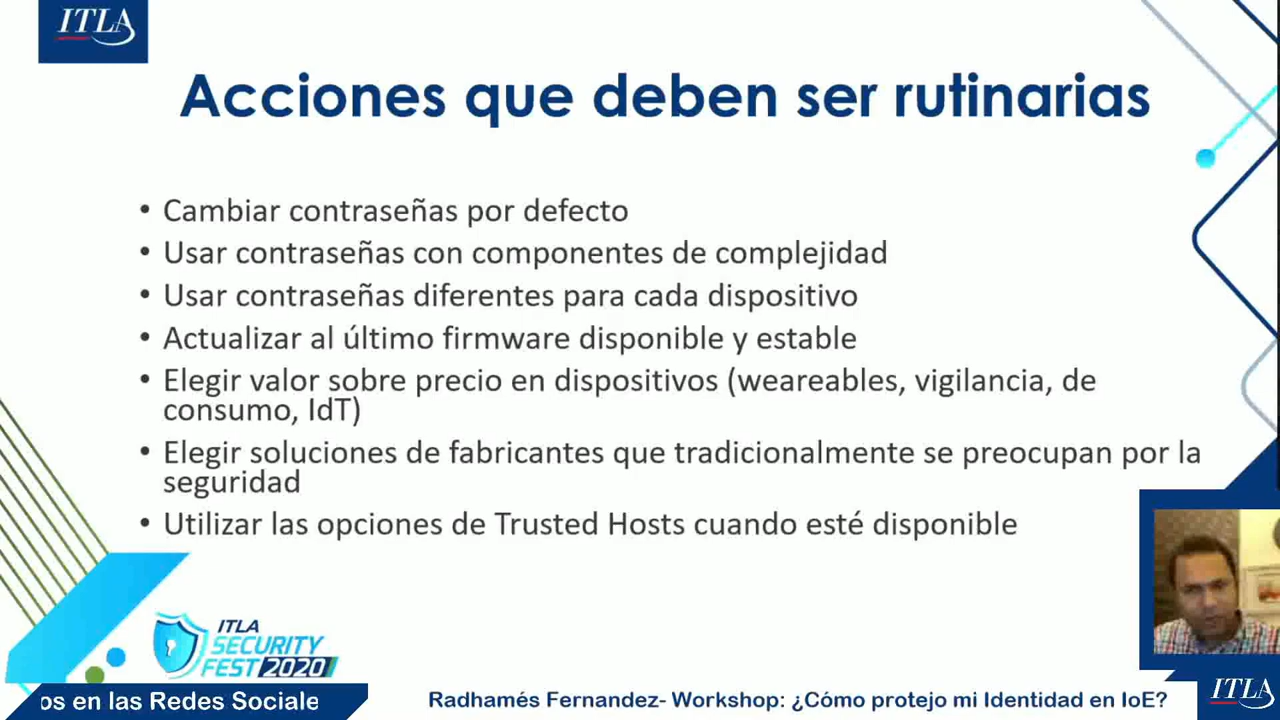 ITLA
Acciones que deben ser rutinarias
• Cambiar contraseñas por defecto
• Usar contraseñas con componentes de complejidad
• Usar contraseñas diferentes para cada dispositivo
• Actualizar al último firmware disponible y estable
• Elegir valor sobre precio en dispositivos (weareables, vigilancia, de
consumo, IdT)
• Elegir soluciones de fabricantes que tradicionalmente se preocupan por la
seguridad
• Utilizar las opciones de Trusted Hosts cuando esté disponible
ITLA
SECURITY
FEST 2020
os en las Redes Sociale
Radhamés Fernandez- Workshop: ¿Cómo protejo mi Identidad en IoE?
ITLA